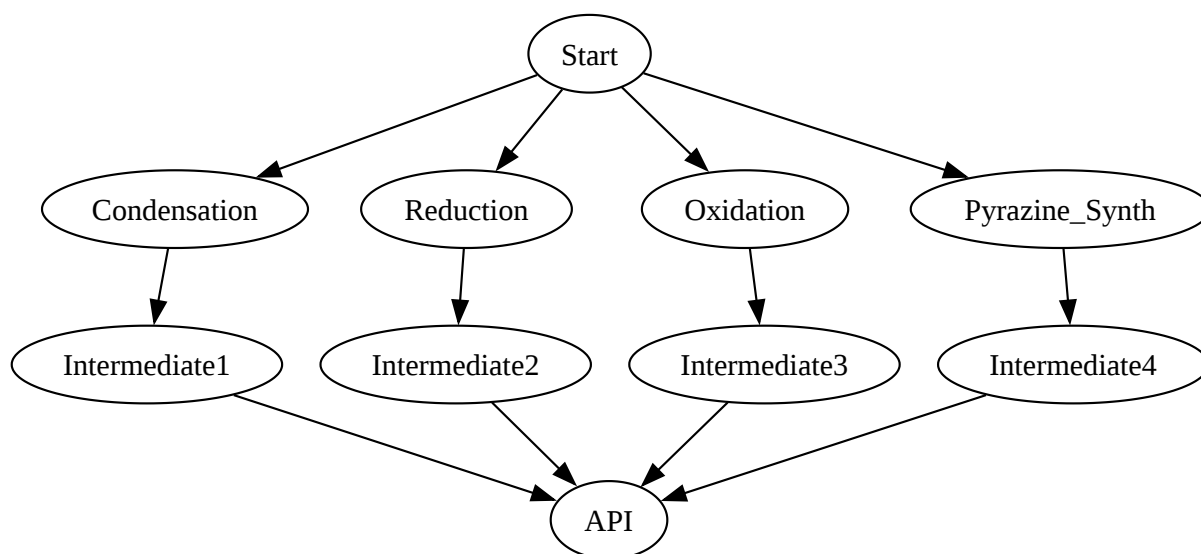 Start
Condensation
Reduction
Oxidation
Pyrazine_Synth
Intermediate1
Intermediate2
Intermediate3
Intermediate4
API